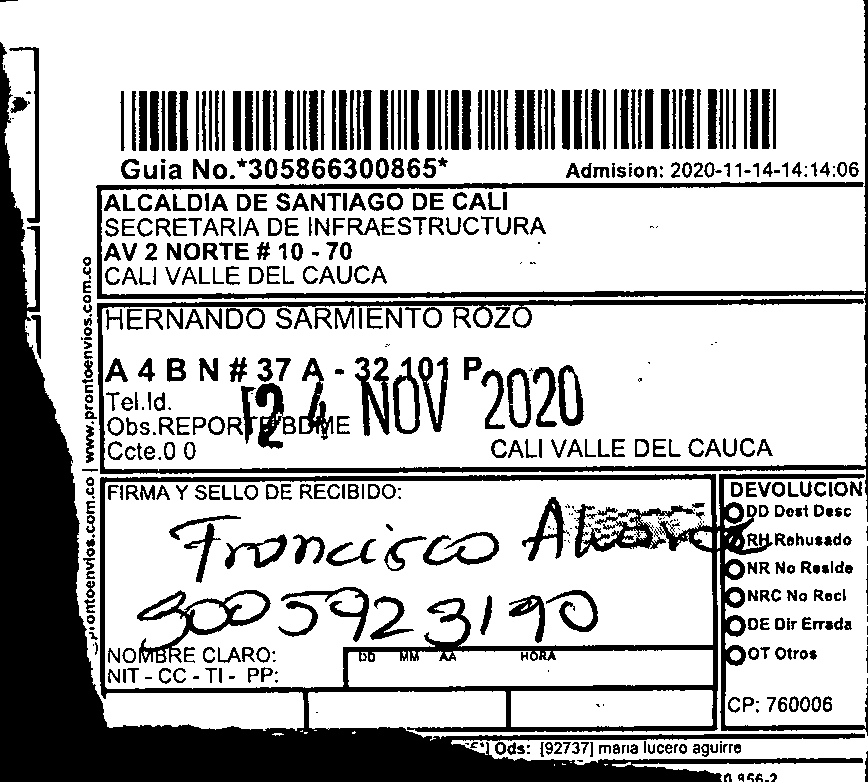 Guia No.*305866300865*
Admision: 2020-11-14-14:14:06
ALCALDIA DE SANTIAGO DE CALI
SECRETARIA DE INFRAESTRUCTURA
AV 2 NORTE # 10 - 70
CALI VALLE DEL CAUCA
www.prontoenvios.com.co
HERNANDO SARMIENTO ROZO
A 4 B N # 37 A - 32 101 P
24 NOV 2020
Tel.Id.
Obs.REPORTE/BDME
Ccte.0 0
CALI VALLE DEL CAUCA
FIRMA Y SELLO DE RECIBIDO:
Francisco
3005923190
NOMBRE CLARO:
NIT - CC - TI - PP:
DD MM AA HORA
DEVOLUCION
DD Dest Desc
RH Rehusado
NR No Reside
NRC No Recl
DE Dir Errada
OT Otros
CP: 760006
Ods: [92737] maria lucero aguirre